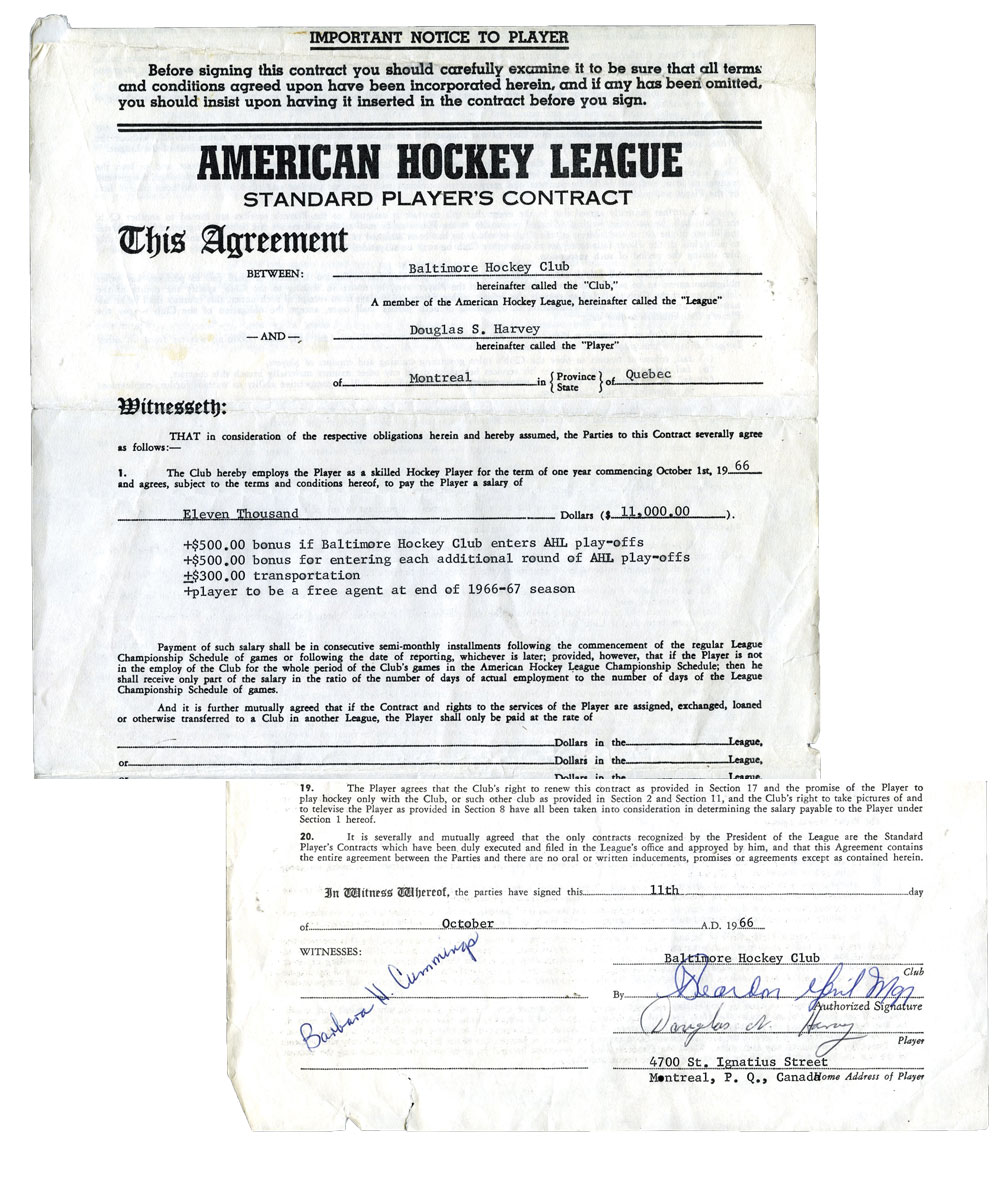 IMPORTANT NOTICE TO PLAYER
Before signing this contract you should carefully examine it to be sure that all terms
and conditions agreed upon have been incorporated herein, and if any has been omitted,
you should insist upon having it inserted in the contract before you sign.
AMERICAN HOCKEY LEAGUE
STANDARD PLAYER'S CONTRACT
This Agreement
BETWEEN: Baltimore Hockey Club
hereinafter called the "Club,"
A member of the American Hockey League, hereinafter called the "League"
— AND — Douglas S. Harvey
hereinafter called the "Player"
of Montreal in { Province State } of Quebec
Witnesseth:
THAT in consideration of the respective obligations herein and hereby assumed, the Parties to this Contract severally agree
as follows:—
1. The Club hereby employs the Player as a skilled Hockey Player for the term of one year commencing October 1st, 19 66
and agrees, subject to the terms and conditions hereof, to pay the Player a salary of
Eleven Thousand Dollars ($ 11,000.00 ).
+$500.00 bonus if Baltimore Hockey Club enters AHL play-offs
+$500.00 bonus for entering each additional round of AHL play-offs
+$300.00 transportation
+player to be a free agent at end of 1966-67 season
Payment of such salary shall be in consecutive semi-monthly installments following the commencement of the regular League
Championship Schedule of games or following the date of reporting, whichever is later; provided, however, that if the Player is not
in the employ of the Club for the whole period of the Club's games in the American Hockey League Championship Schedule; then he
shall receive only part of the salary in the ratio of the number of days of actual employment to the number of days of the League
Championship Schedule of games.
And it is further mutually agreed that if the Contract and rights to the services of the Player are assigned, exchanged, loaned
or otherwise transferred to a Club in another League, the Player shall only be paid at the rate of
Dollars in the League,
or Dollars in the League,
or Dollars in the League,
19. The Player agrees that the Club's right to renew this contract as provided in Section 17 and the promise of the Player to
play hockey only with the Club, or such other club as provided in Section 2 and Section 11, and the Club's right to take pictures of and
to televise the Player as provided in Section 8 have all been taken into consideration in determining the salary payable to the Player under
Section 1 hereof.
20. It is severally and mutually agreed that the only contracts recognized by the President of the League are the Standard
Player's Contracts which have been duly executed and filed in the League's office and approved by him, and that this Agreement contains
the entire agreement between the Parties and there are no oral or written inducements, promises or agreements except as contained herein.
In Witness Whereof, the parties have signed this 11th day
of October A.D. 19 66
WITNESSES:
Barbara H. Cummings
Baltimore Hockey Club
Club
By
Authorized Signature
Douglas Harvey
Player
4700 St. Ignatius Street
Montreal, P. Q., Canada Home Address of Player